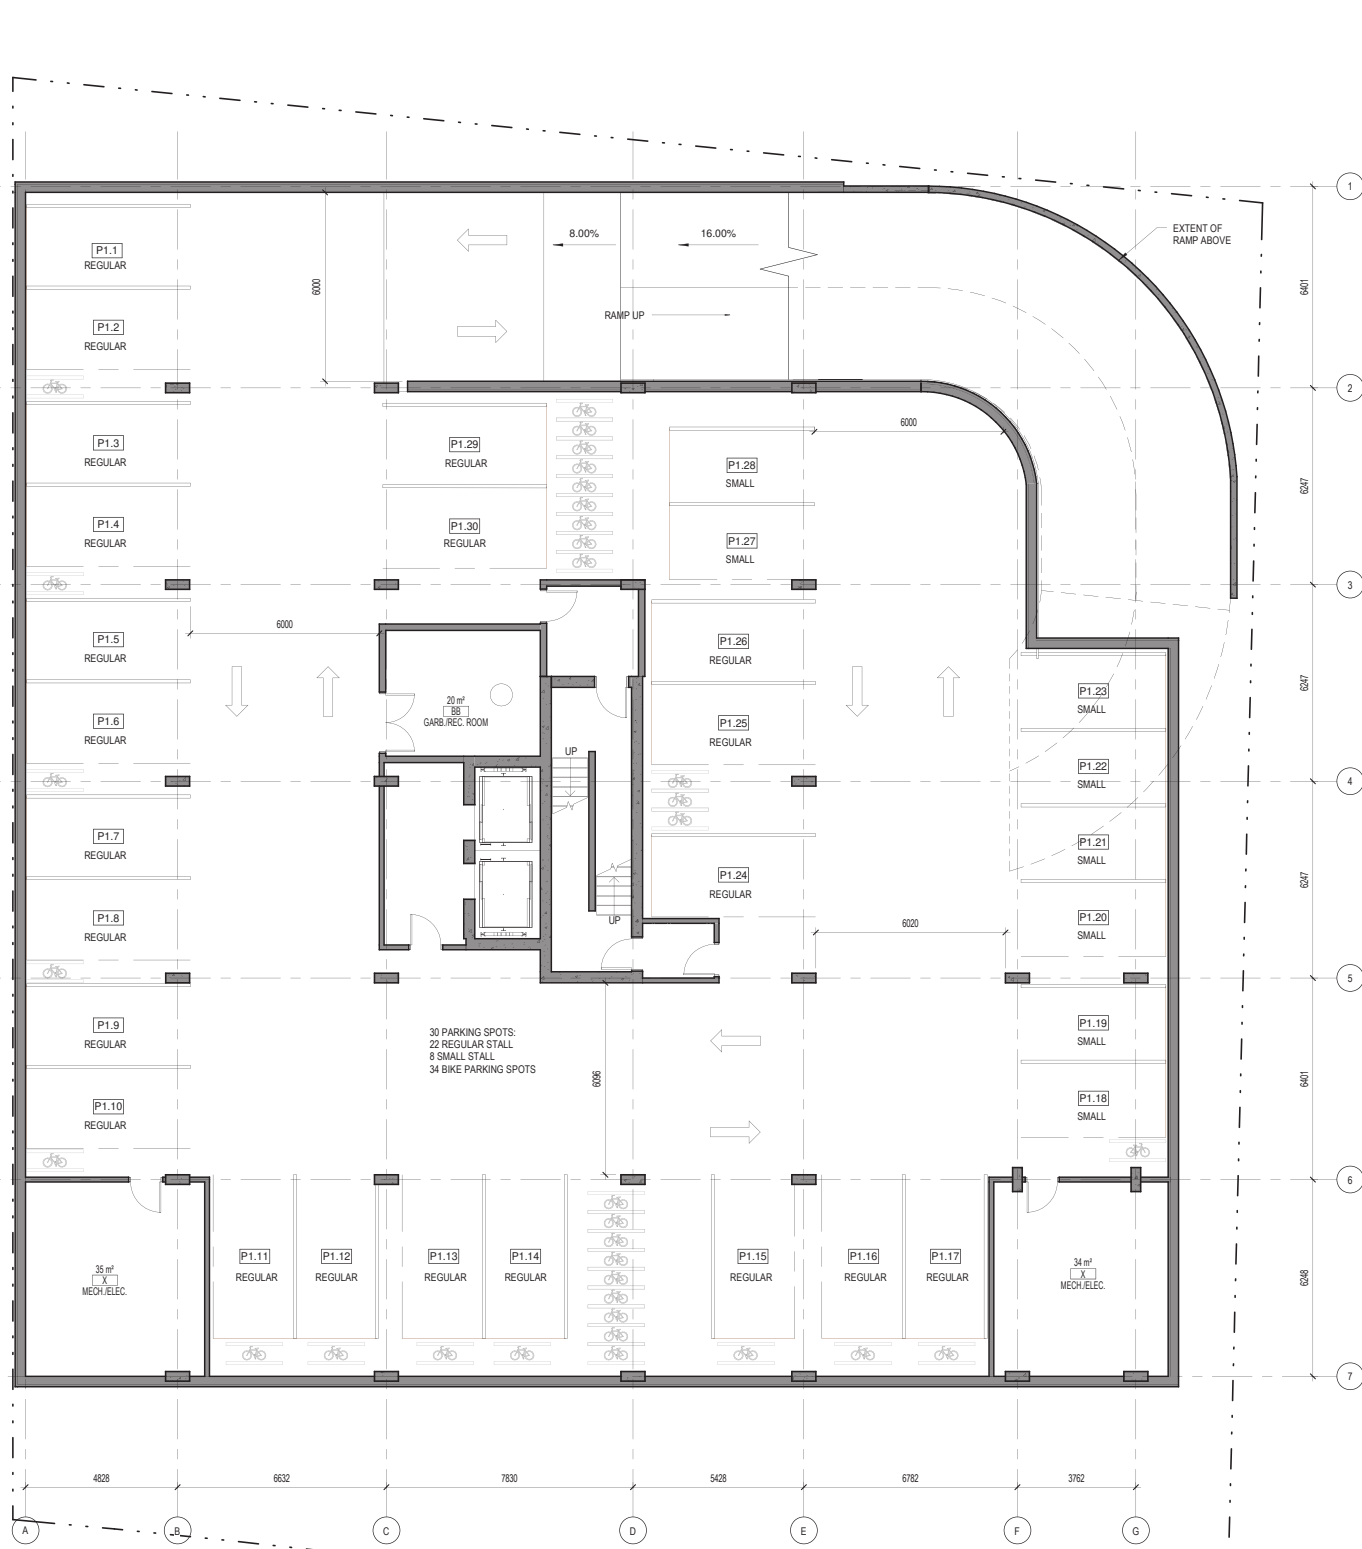 1
EXTENT OF
RAMP ABOVE
8.00%
16.00%
P1.1
REGULAR
6000
6401
RAMP UP
P1.2
REGULAR
2
6000
P1.3
REGULAR
P1.29
REGULAR
P1.28
SMALL
6247
P1.4
REGULAR
P1.30
REGULAR
P1.27
SMALL
3
6000
P1.5
REGULAR
P1.26
REGULAR
6247
P1.23
SMALL
20 m²
BB
GARB./REC. ROOM
P1.6
REGULAR
P1.25
REGULAR
UP
P1.22
SMALL
4
P1.7
REGULAR
P1.21
SMALL
6247
P1.24
REGULAR
P1.8
REGULAR
UP
6020
P1.20
SMALL
5
P1.9
REGULAR
30 PARKING SPOTS:
22 REGULAR STALL
8 SMALL STALL
34 BIKE PARKING SPOTS
6096
P1.19
SMALL
6401
P1.10
REGULAR
P1.18
SMALL
6
P1.11
REGULAR
P1.12
REGULAR
P1.13
REGULAR
P1.14
REGULAR
P1.15
REGULAR
P1.16
REGULAR
P1.17
REGULAR
35 m²
X
MECH./ELEC.
34 m²
X
MECH./ELEC.
6248
7
4828
6632
7830
5428
6782
3762
A
B
C
D
E
F
G